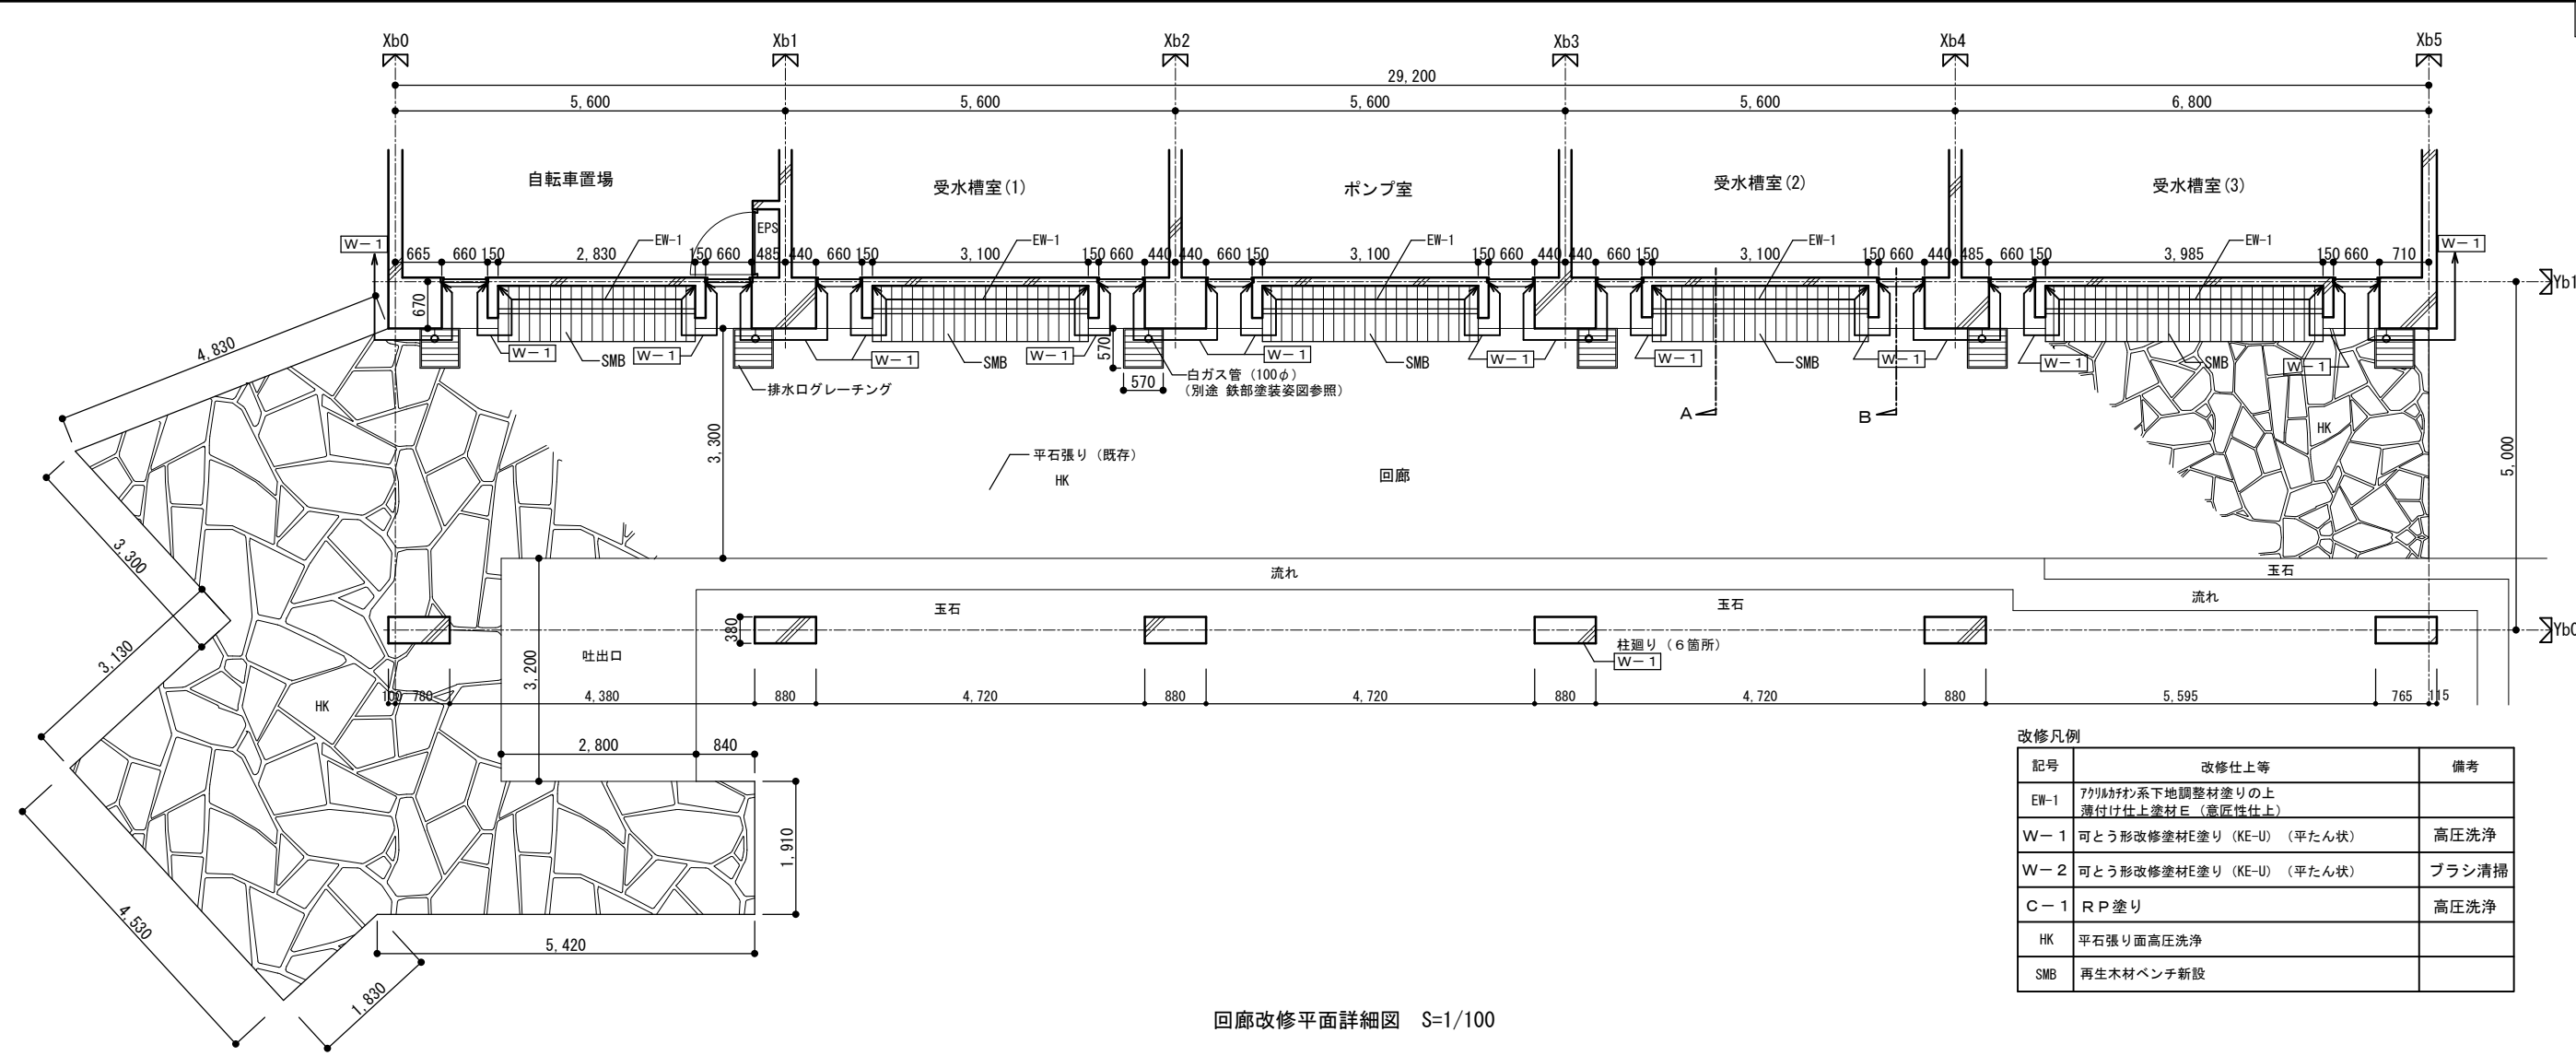 Xb0 Xb1 Xb2 Xb3 Xb4 Xb5
29,200
5,600 5,600 5,600 5,600 6,800
自転車置場 受水槽室(1) ポンプ室 受水槽室(2) 受水槽室(3)
EPS
W-1 EW-1 EW-1 EW-1 EW-1 EW-1 W-1
665 660 150 2,830 150 660 485 440 660 150 3,100 150 660 440 440 660 150 3,100 150 660 440 440 660 150 3,100 150 660 440 485 660 150 3,985 150 660 710
Yb1
670
4,830
W-1 SMB W-1 W-1 SMB W-1 W-1 SMB W-1 W-1 SMB W-1 W-1 SMB W-1
570
570
排水口グレーチング
白ガス管 (100φ)
(別途 鉄部塗装姿図参照)
A B
3,300
平石張り (既存)
HK
回廊
HK
5,000
3,300
流れ
玉石
玉石 玉石
流れ
380
Yb0
3,130
吐出口
3,200
柱廻り (6箇所)
W-1
HK
100 780 4,380 880 4,720 880 4,720 880 4,720 880 5,595 765 115
2,800 840
1,910
4,530
5,420
1,830
改修凡例
記号 改修仕上等 備考
EW-1 アクリルカチオン系下地調整材塗りの上
薄付け仕上塗材E (意匠性仕上)
W-1 可とう形改修塗材E塗り (KE-U) (平たん状) 高圧洗浄
W-2 可とう形改修塗材E塗り (KE-U) (平たん状) ブラシ清掃
C-1 RP塗り 高圧洗浄
HK 平石張り面高圧洗浄
SMB 再生木材ベンチ新設
回廊改修平面詳細図 S=1/100